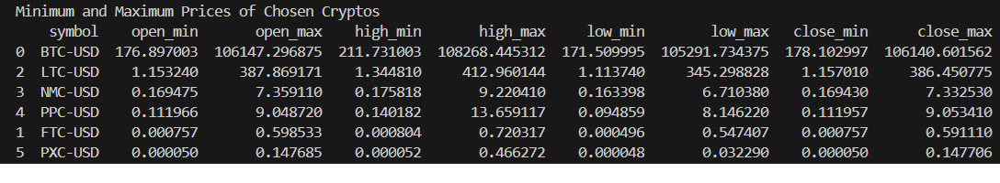 Minimum and Maximum Prices of Chosen Cryptos
symbol open_min open_max high_min high_max low_min low_max close_min close_max
0 BTC-USD 176.897003 106147.296875 211.731003 108268.445312 171.509995 105291.734375 178.102997 106140.601562
2 LTC-USD 1.153240 387.869171 1.344810 412.960144 1.113740 345.298828 1.157010 386.450775
3 NMC-USD 0.169475 7.359110 0.175818 9.220410 0.163398 6.710380 0.169430 7.332530
4 PPC-USD 0.111966 9.048720 0.140182 13.659117 0.094859 8.146220 0.111957 9.053410
1 FTC-USD 0.000757 0.598533 0.000804 0.720317 0.000496 0.547407 0.000757 0.591110
5 PXC-USD 0.000050 0.147685 0.000052 0.466272 0.000048 0.032290 0.000050 0.147706